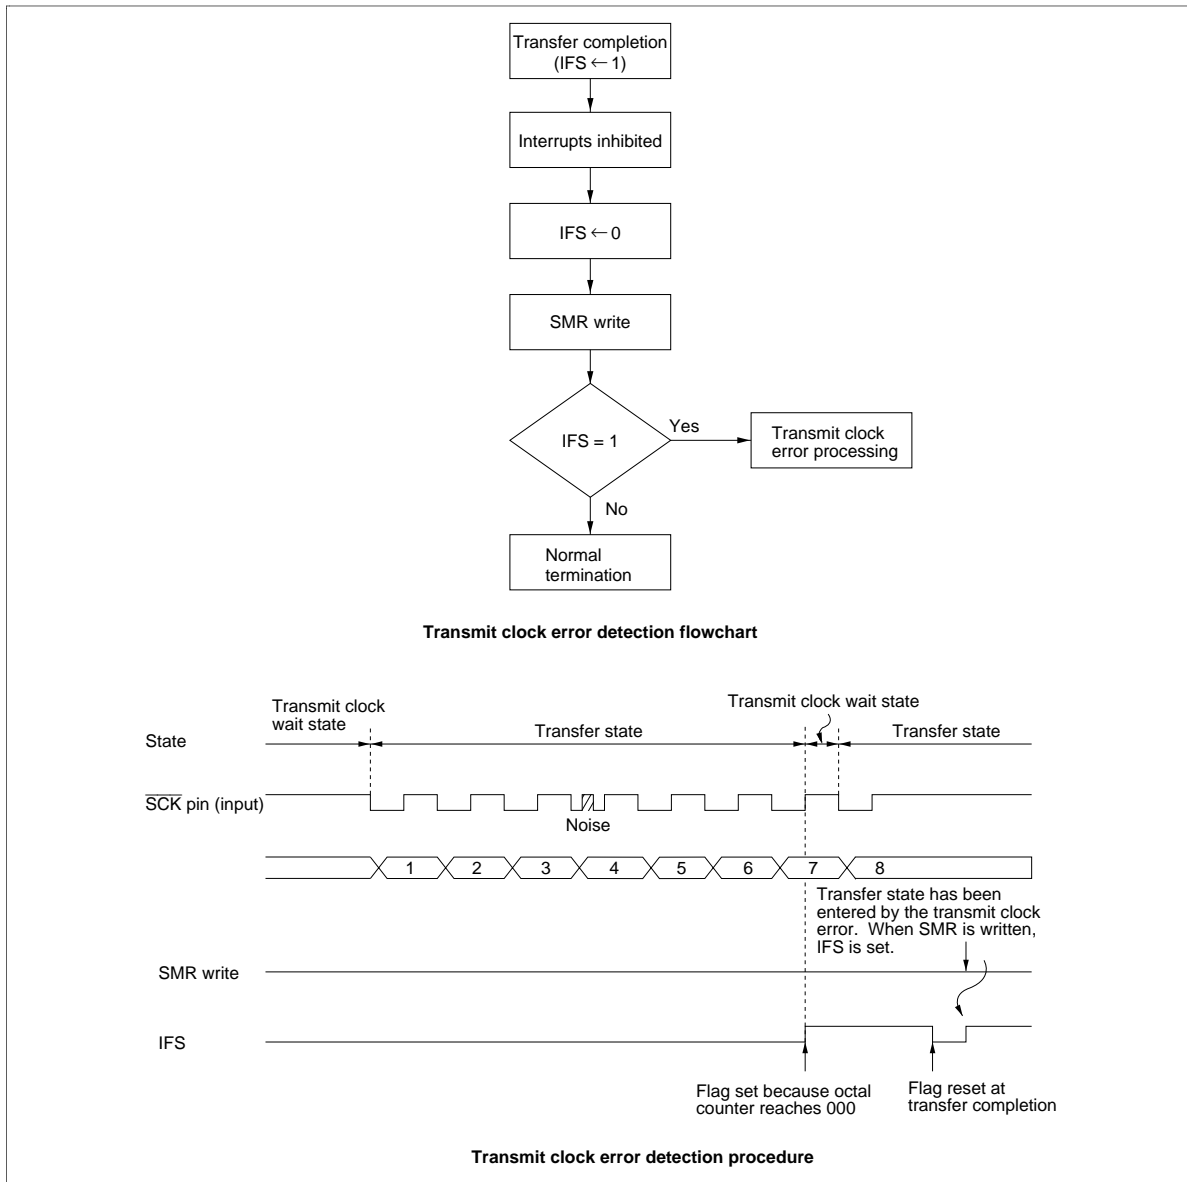 Transfer completion
(IFS ← 1)
Interrupts inhibited
IFS ← 0
SMR write
IFS = 1
Yes
Transmit clock
error processing
No
Normal
termination
Transmit clock error detection flowchart
State
Transmit clock
wait state
Transfer state
Transmit clock wait state
Transfer state
SCK pin (input)
Noise
1 2 3 4 5 6 7 8
Transfer state has been
entered by the transmit clock
error. When SMR is written,
IFS is set.
SMR write
IFS
Flag set because octal
counter reaches 000
Flag reset at
transfer completion
Transmit clock error detection procedure